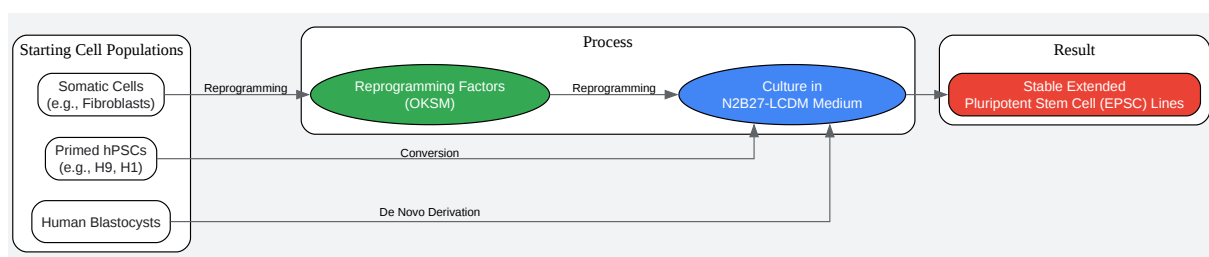 Starting Cell Populations
Somatic Cells
(e.g., Fibroblasts)
Primed hPSCs
(e.g., H9, H1)
Human Blastocysts
Reprogramming
Conversion
De Novo Derivation
Process
Reprogramming Factors
(OKSM)
Reprogramming
Culture in
N2B27-LCDM Medium
Result
Stable Extended
Pluripotent Stem Cell (EPSC) Lines